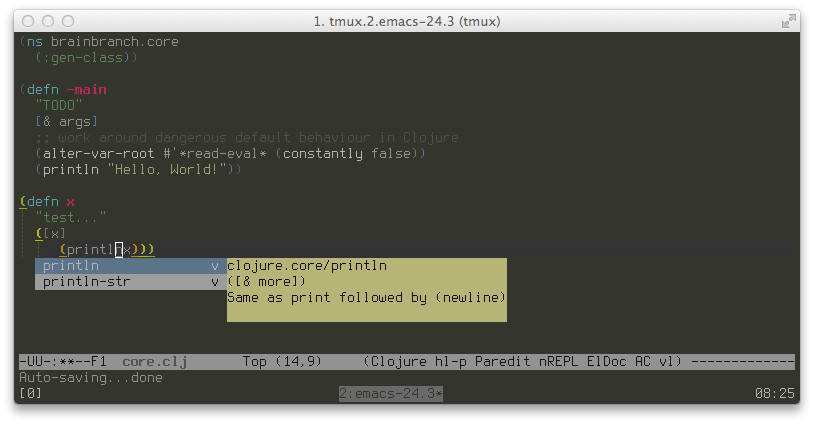 1. tmux.2.emacs-24.3 (tmux)
(ns brainbranch.core
  (:gen-class))
(defn -main
  "TODO"
  [& args]
  ;; work around dangerous default behaviour in Clojure
  (alter-var-root #'*read-eval* (constantly false))
  (println "Hello, World!"))
(defn x
  "test..."
  ([x]
     (printlnx)))
println v clojure.core/println
println-str v ([& more])
Same as print followed by (newline)
-UU-:**--F1  core.clj       Top (14,9)     (Clojure hl-p Paredit nREPL ElDoc AC vl) -------------
Auto-saving...done
[0] 2:emacs-24.3* 08:25